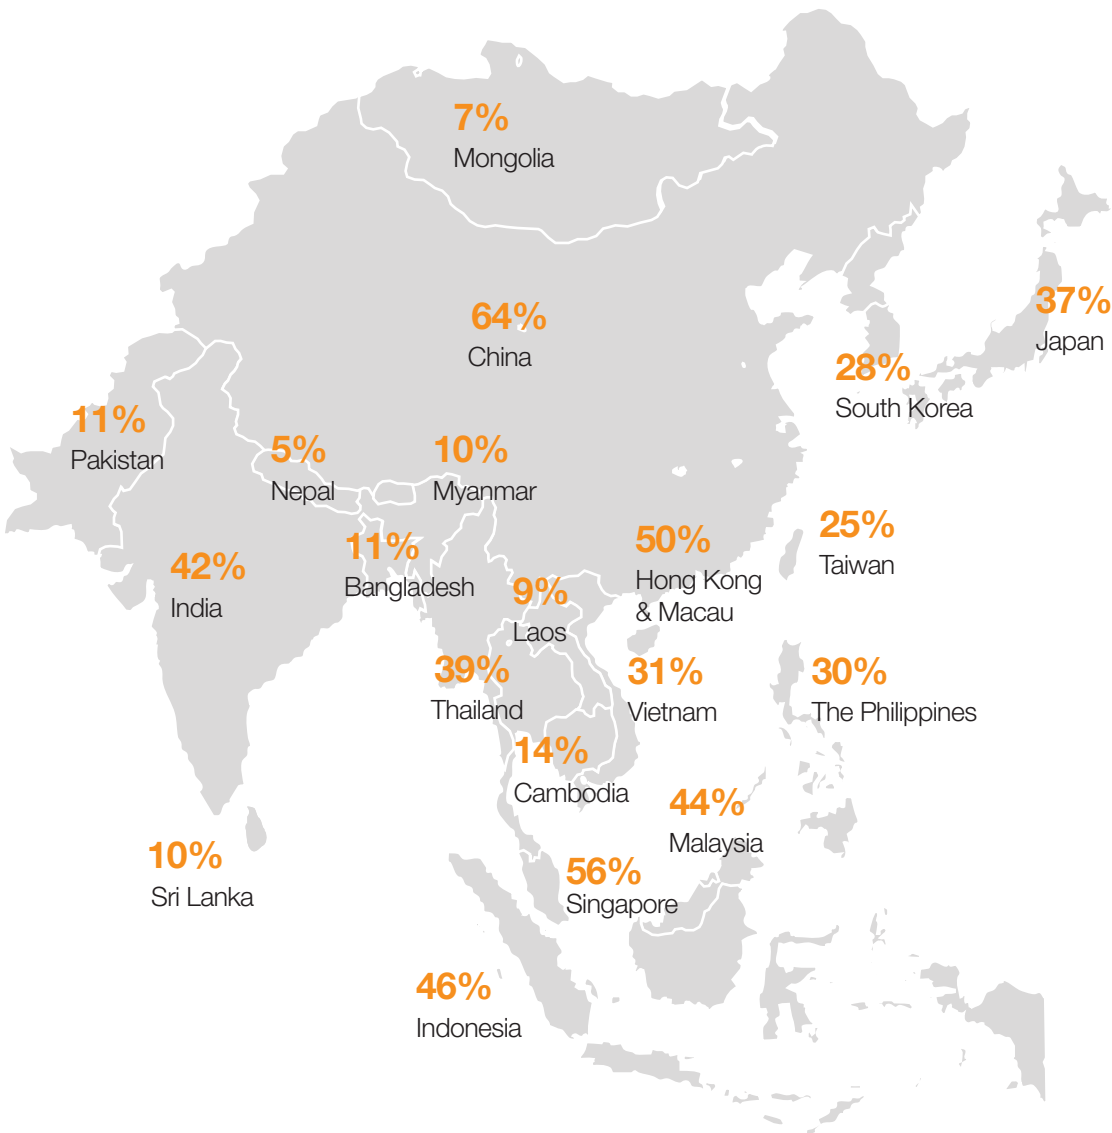 7%
Mongolia
64%
China
37%
Japan
28%
South Korea
11%
Pakistan
5%
Nepal
10%
Myanmar
25%
Taiwan
50%
Hong Kong
& Macau
11%
Bangladesh
42%
India
9%
Laos
39%
Thailand
31%
Vietnam
30%
The Philippines
14%
Cambodia
44%
Malaysia
10%
Sri Lanka
56%
Singapore
46%
Indonesia